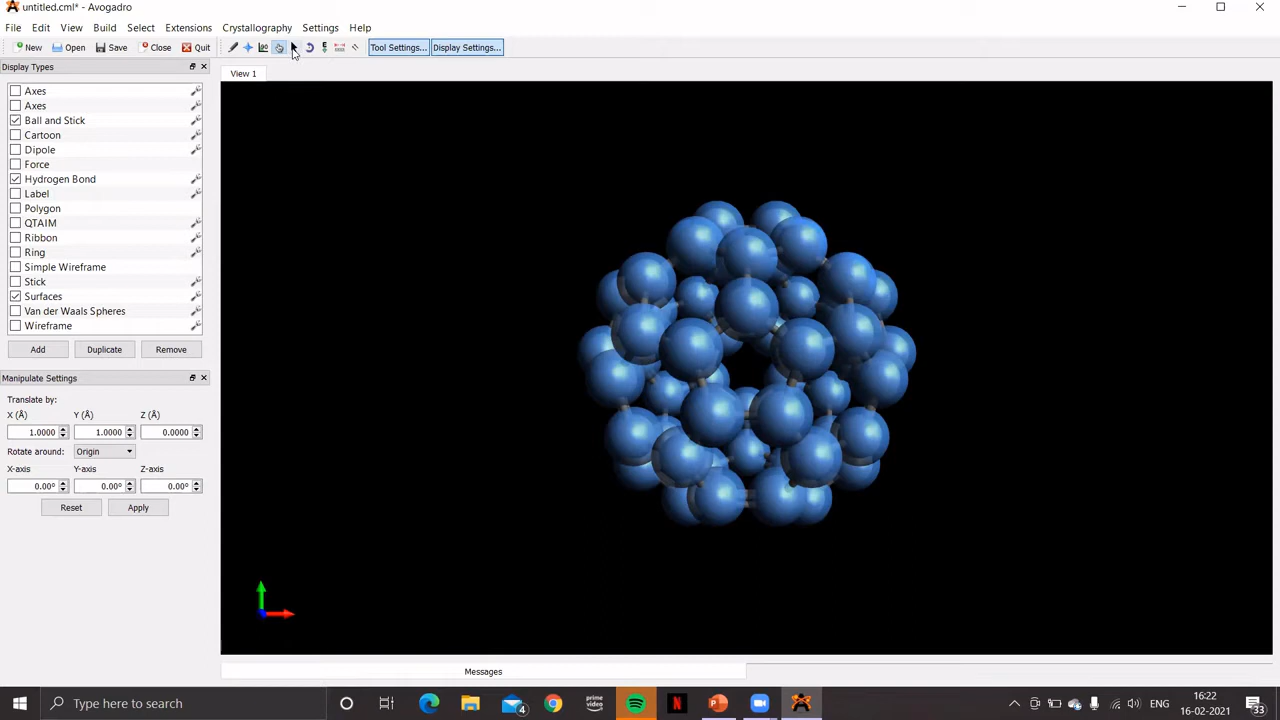 untitled.cml* - Avogadro
File Edit View Build Select Extensions Crystallography Settings Help
New Open Save Close Quit Tool Settings... Display Settings...
Display Types
View 1
Axes
Axes
Ball and Stick
Cartoon
Dipole
Force
Hydrogen Bond
Label
Polygon
QTAIM
Ribbon
Ring
Simple Wireframe
Stick
Surfaces
Van der Waals Spheres
Wireframe
Add Duplicate Remove
Manipulate Settings
Translate by:
X (Å) Y (Å) Z (Å)
1.0000 1.0000 0.0000
Rotate around: Origin
X-axis Y-axis Z-axis
0.00° 0.00° 0.00°
Reset Apply
Messages
Type here to search
prime video
4
ENG
16:22
16-02-2021
33